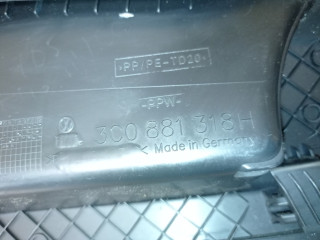 >PP/PE-TD20<
-PPW-
3C0 881 318H
Made in Germany